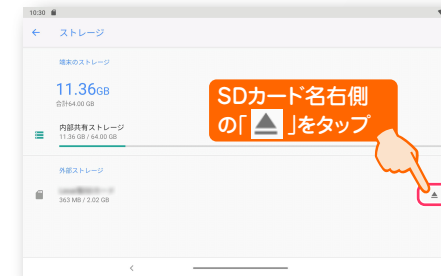 10:30
ストレージ
端末のストレージ
11.36GB
合計64.00 GB
内部共有ストレージ
11.36 GB / 64.00 GB
SDカード名右側
の「▲」をタップ
外部ストレージ
363 MB / 2.02 GB